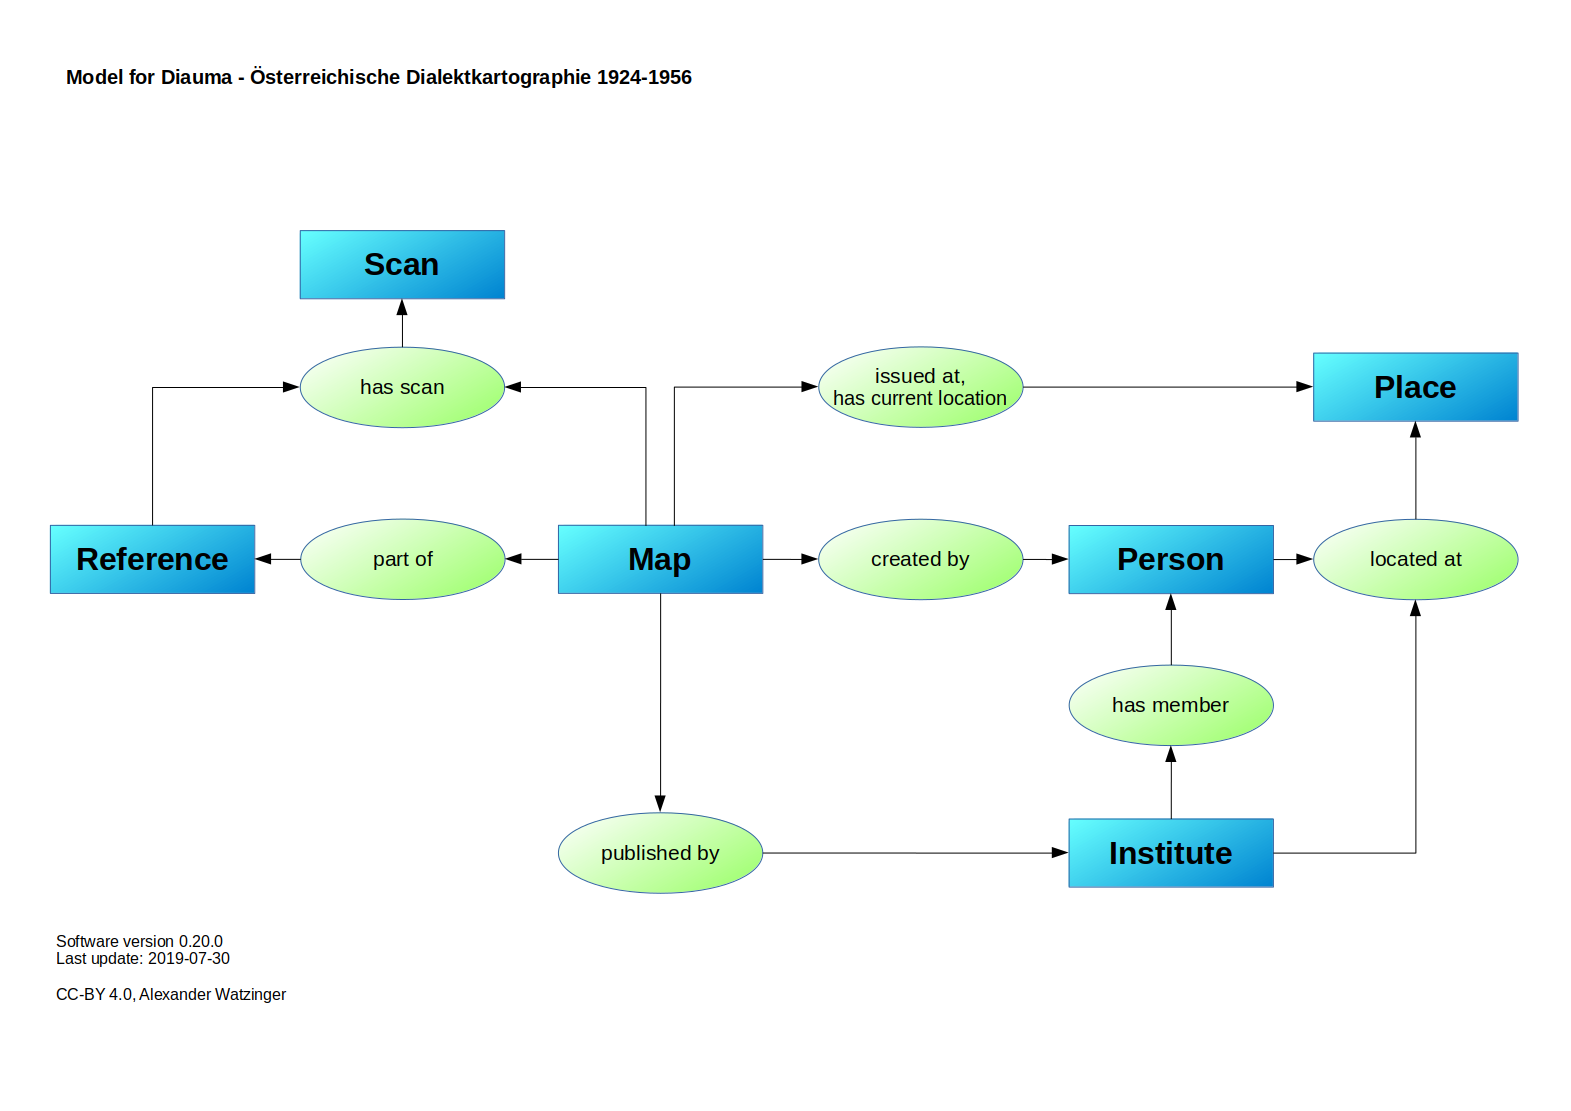 Model for Diauma - Österreichische Dialektkartographie 1924-1956
Scan
has scan
issued at,
has current location
Place
Reference
part of
Map
created by
Person
located at
has member
published by
Institute
Software version 0.20.0
Last update: 2019-07-30
CC-BY 4.0, Alexander Watzinger